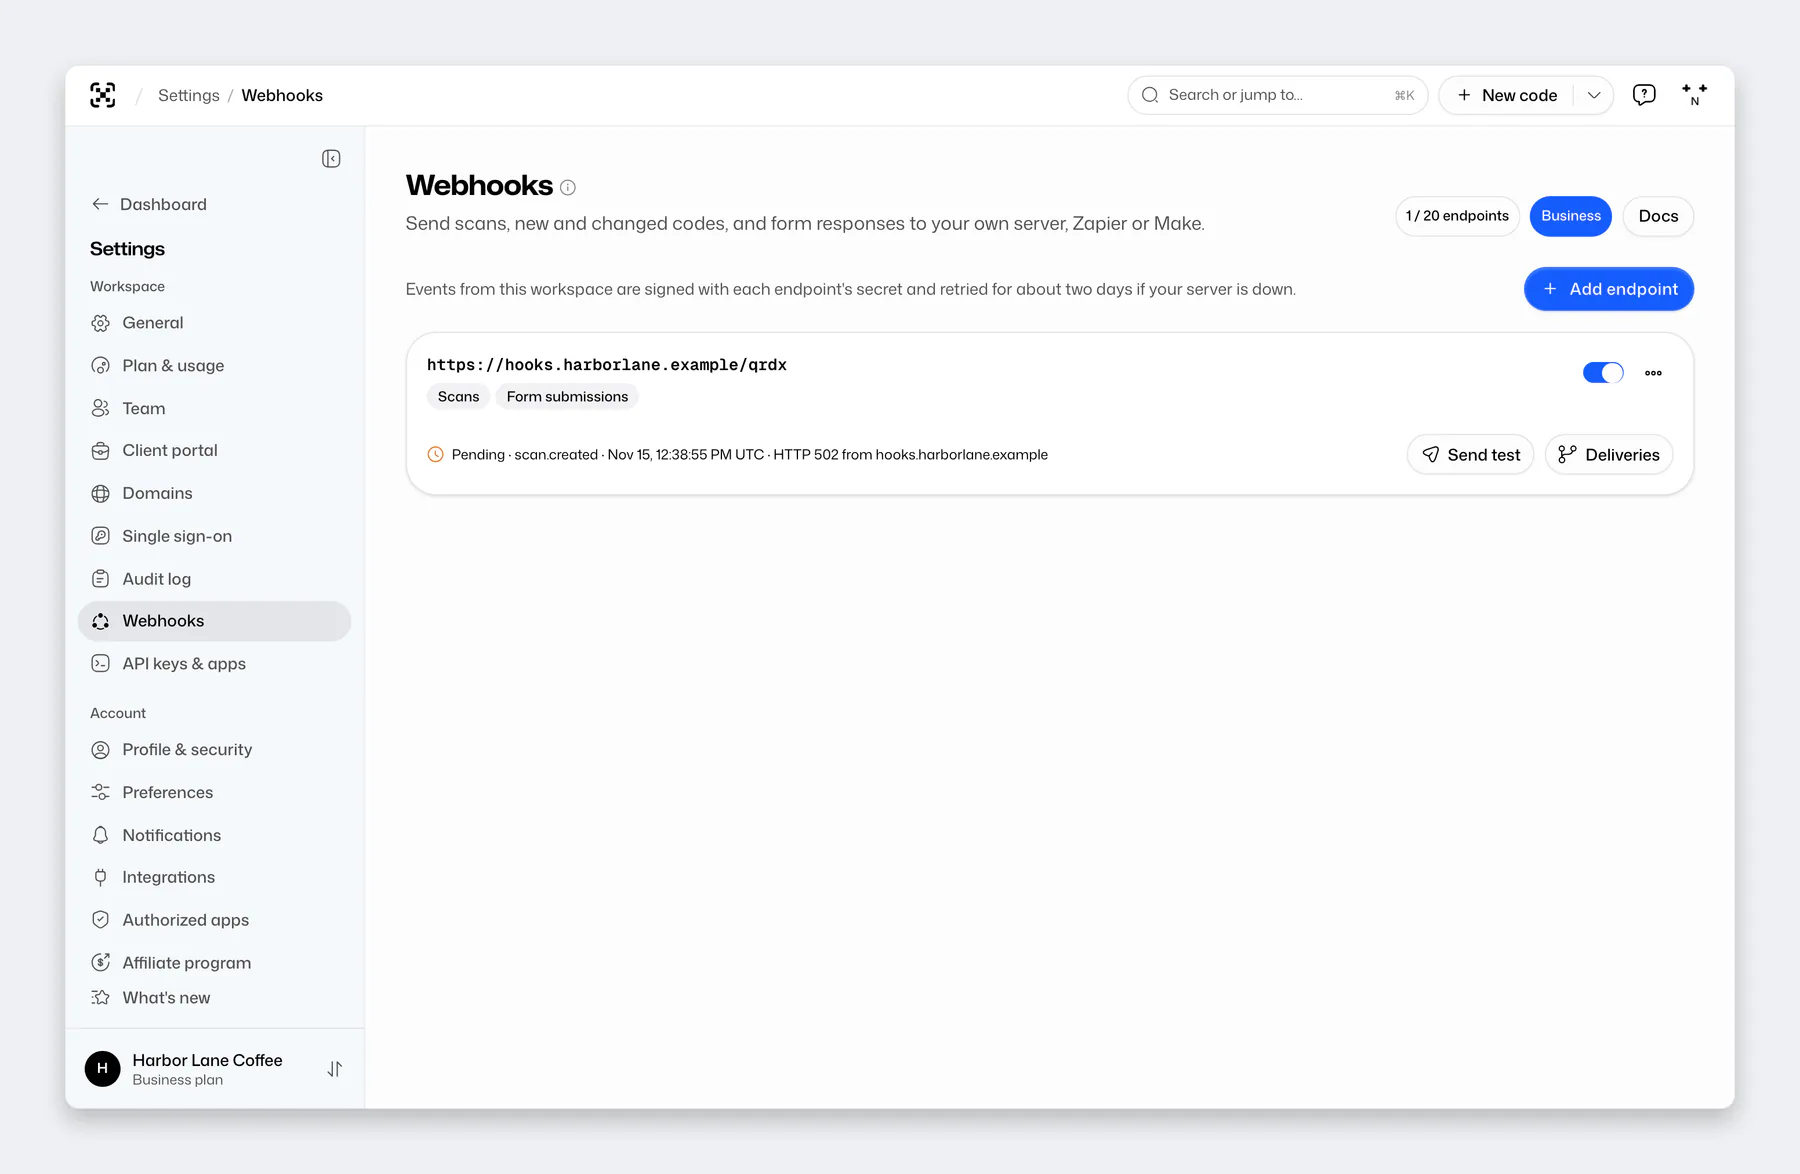 Settings / Webhooks
Search or jump to...
⌘K
+ New code
N
Dashboard
Settings
Workspace
General
Plan & usage
Team
Client portal
Domains
Single sign-on
Audit log
Webhooks
API keys & apps
Account
Profile & security
Preferences
Notifications
Integrations
Authorized apps
Affiliate program
What's new
H
Harbor Lane Coffee
Business plan
Webhooks
Send scans, new and changed codes, and form responses to your own server, Zapier or Make.
1 / 20 endpoints
Business
Docs
Events from this workspace are signed with each endpoint's secret and retried for about two days if your server is down.
+ Add endpoint
https://hooks.harborlane.example/qrdx
Scans
Form submissions
Pending · scan.created · Nov 15, 12:38:55 PM UTC · HTTP 502 from hooks.harborlane.example
Send test
Deliveries